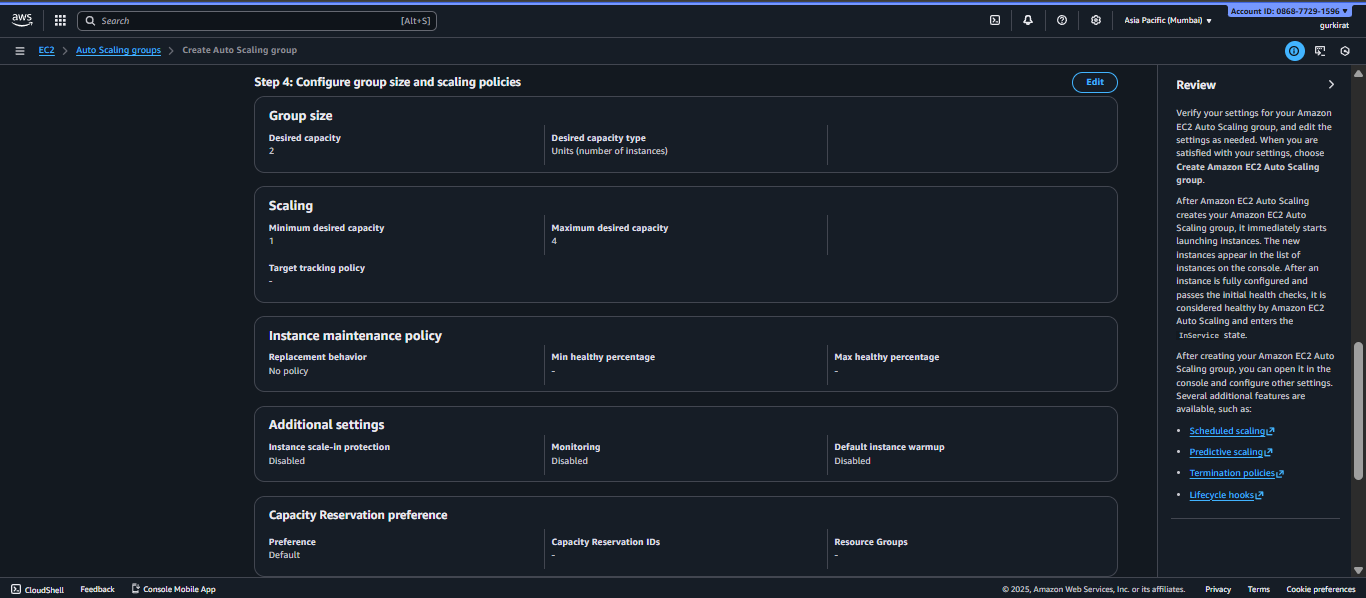 aws
Search
[Alt+S]
Asia Pacific (Mumbai)
Account ID: 0868-7729-1596
gurkirat
EC2
Auto Scaling groups
Create Auto Scaling group
Step 4: Configure group size and scaling policies
Edit
Group size
Desired capacity
2
Desired capacity type
Units (number of instances)
Scaling
Minimum desired capacity
1
Maximum desired capacity
4
Target tracking policy
-
Instance maintenance policy
Replacement behavior
No policy
Min healthy percentage
-
Max healthy percentage
-
Additional settings
Instance scale-in protection
Disabled
Monitoring
Disabled
Default instance warmup
Disabled
Capacity Reservation preference
Preference
Default
Capacity Reservation IDs
-
Resource Groups
-
Review
Verify your settings for your Amazon
EC2 Auto Scaling group, and edit the
settings as needed. When you are
satisfied with your settings, choose
Create Amazon EC2 Auto Scaling
group.
After Amazon EC2 Auto Scaling
creates your Amazon EC2 Auto
Scaling group, it immediately starts
launching instances. The new
instances appear in the list of
instances on the console. After an
instance is fully configured and
passes the initial health checks, it is
considered healthy by Amazon EC2
Auto Scaling and enters the
InService state.
After creating your Amazon EC2 Auto
Scaling group, you can open it in the
console and configure other settings.
Several additional features are
available, such as:
• Scheduled scaling
• Predictive scaling
• Termination policies
• Lifecycle hooks
CloudShell
Feedback
Console Mobile App
© 2025, Amazon Web Services, Inc. or its affiliates.
Privacy
Terms
Cookie preferences